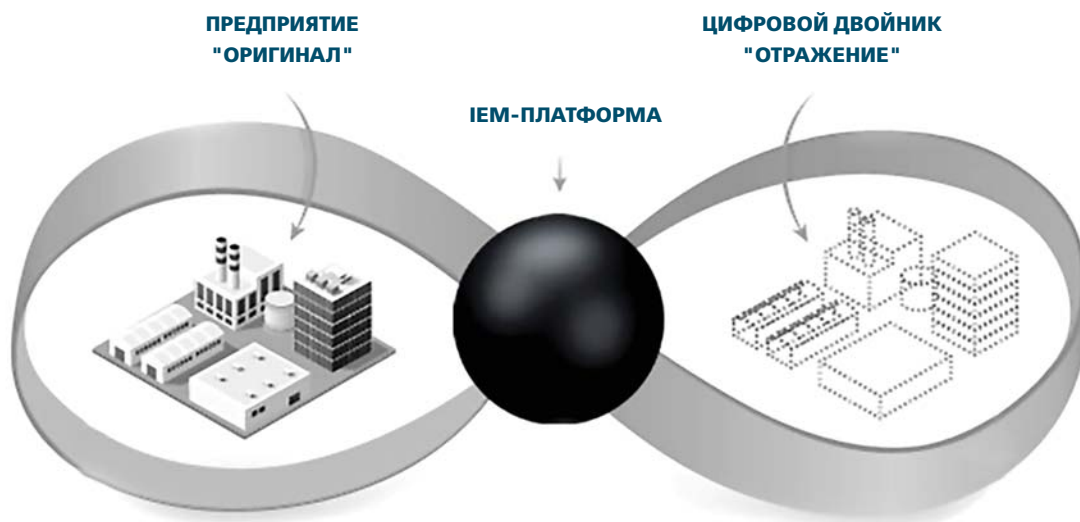 ПРЕДПРИЯТИЕ
"ОРИГИНАЛ"
ЦИФРОВОЙ ДВОЙНИК
"ОТРАЖЕНИЕ"
IEM-ПЛАТФОРМА